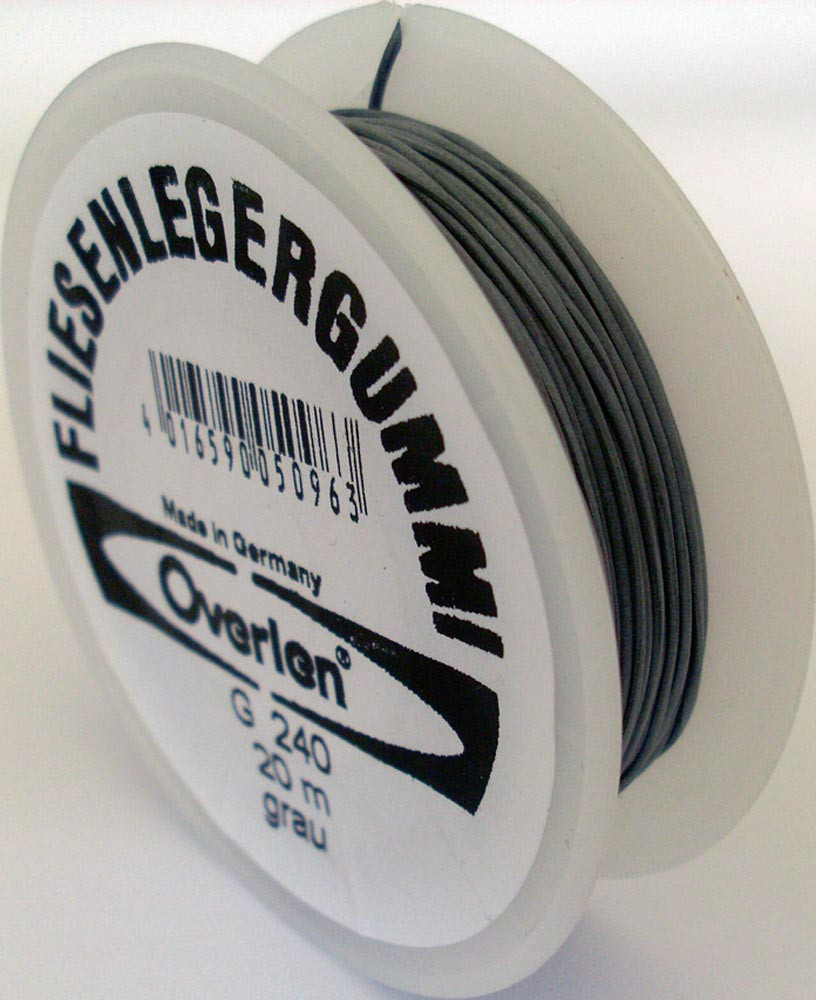 FLIESENLEGERGUMMI
4 016590 050963
Made in Germany
Overlen®
G 240
20 m
grau